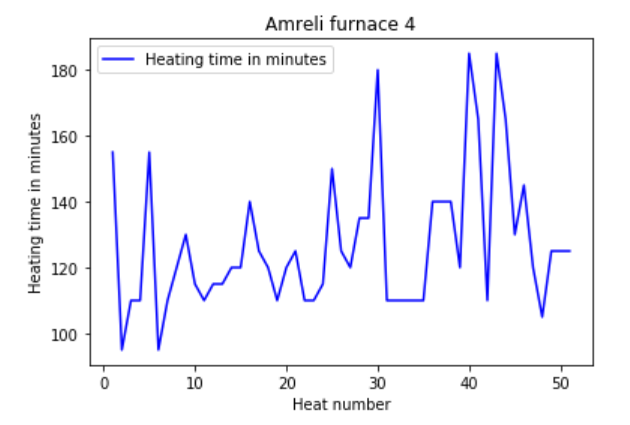 Amreli furnace 4
Heating time in minutes
Heating time in minutes
180
160
140
120
100
0 10 20 30 40 50
Heat number